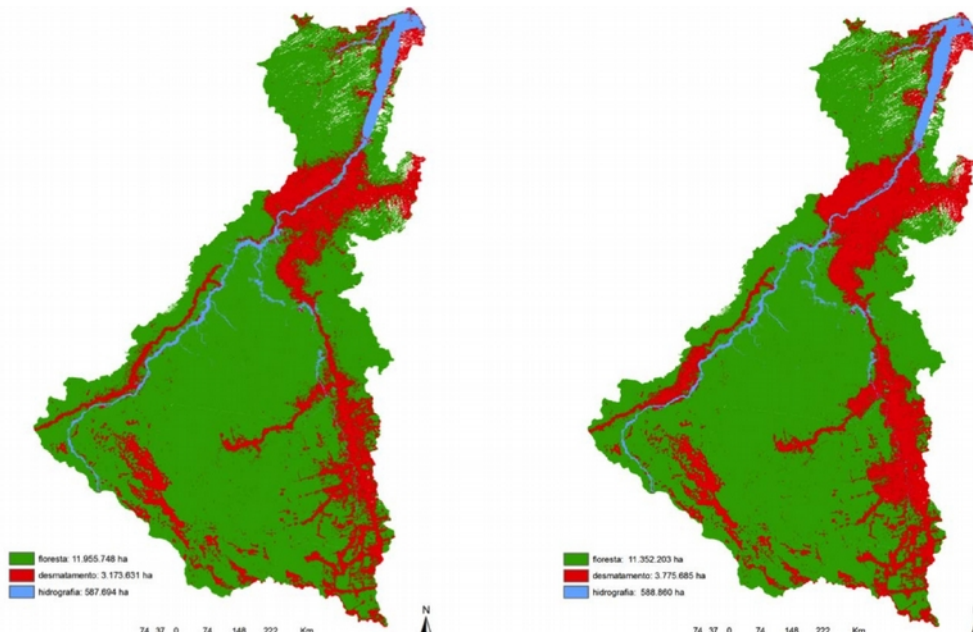 floresta: 11.955.748 ha
desmatamento: 3.173.631 ha
hidrografia: 587.694 ha
N
74 37 0 74 148 222 Km
floresta: 11.352.203 ha
desmatamento: 3.775.685 ha
hidrografia: 588.860 ha
74 37 0 74 148 222 Km